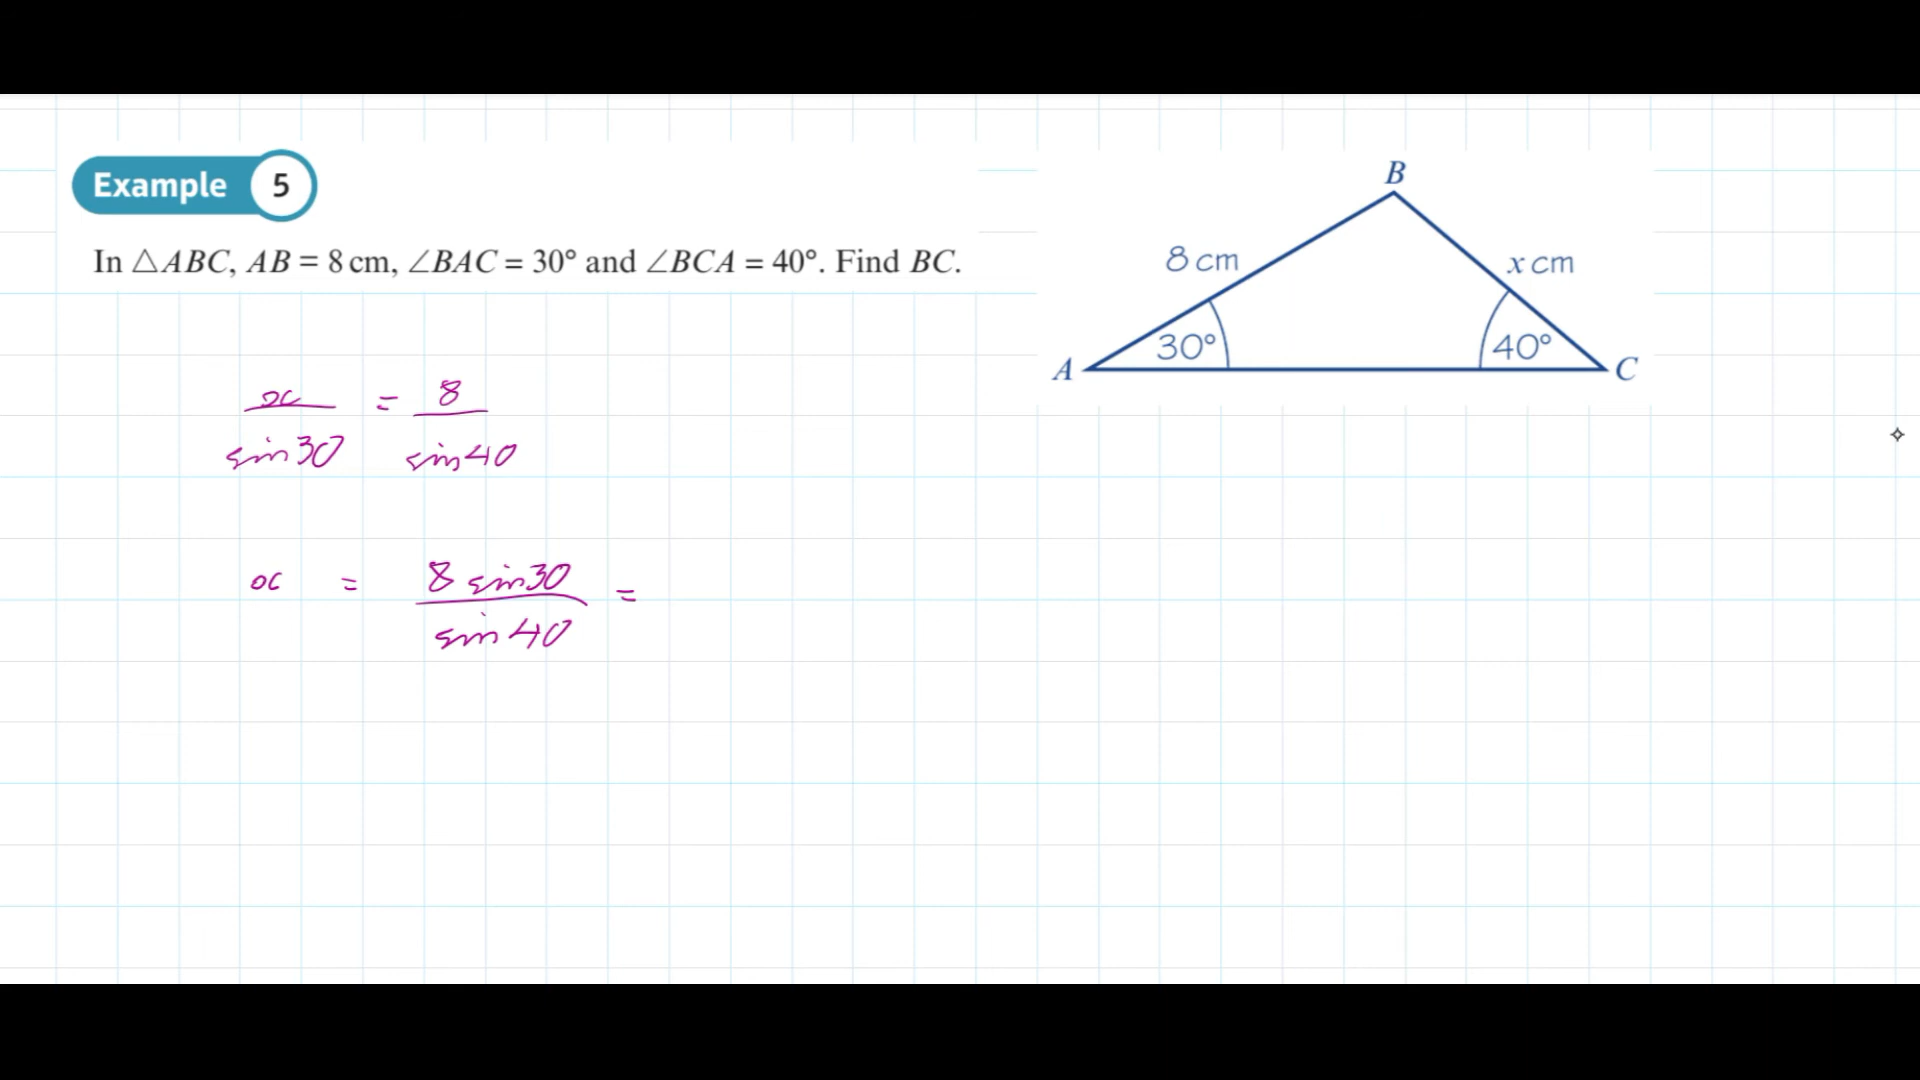 Example 5
In △ABC, AB = 8 cm, ∠BAC = 30° and ∠BCA = 40°. Find BC.
B
8 cm
x cm
30°
40°
A
C
x/sin30 = 8/sin40
x = 8 sin30/sin40 =